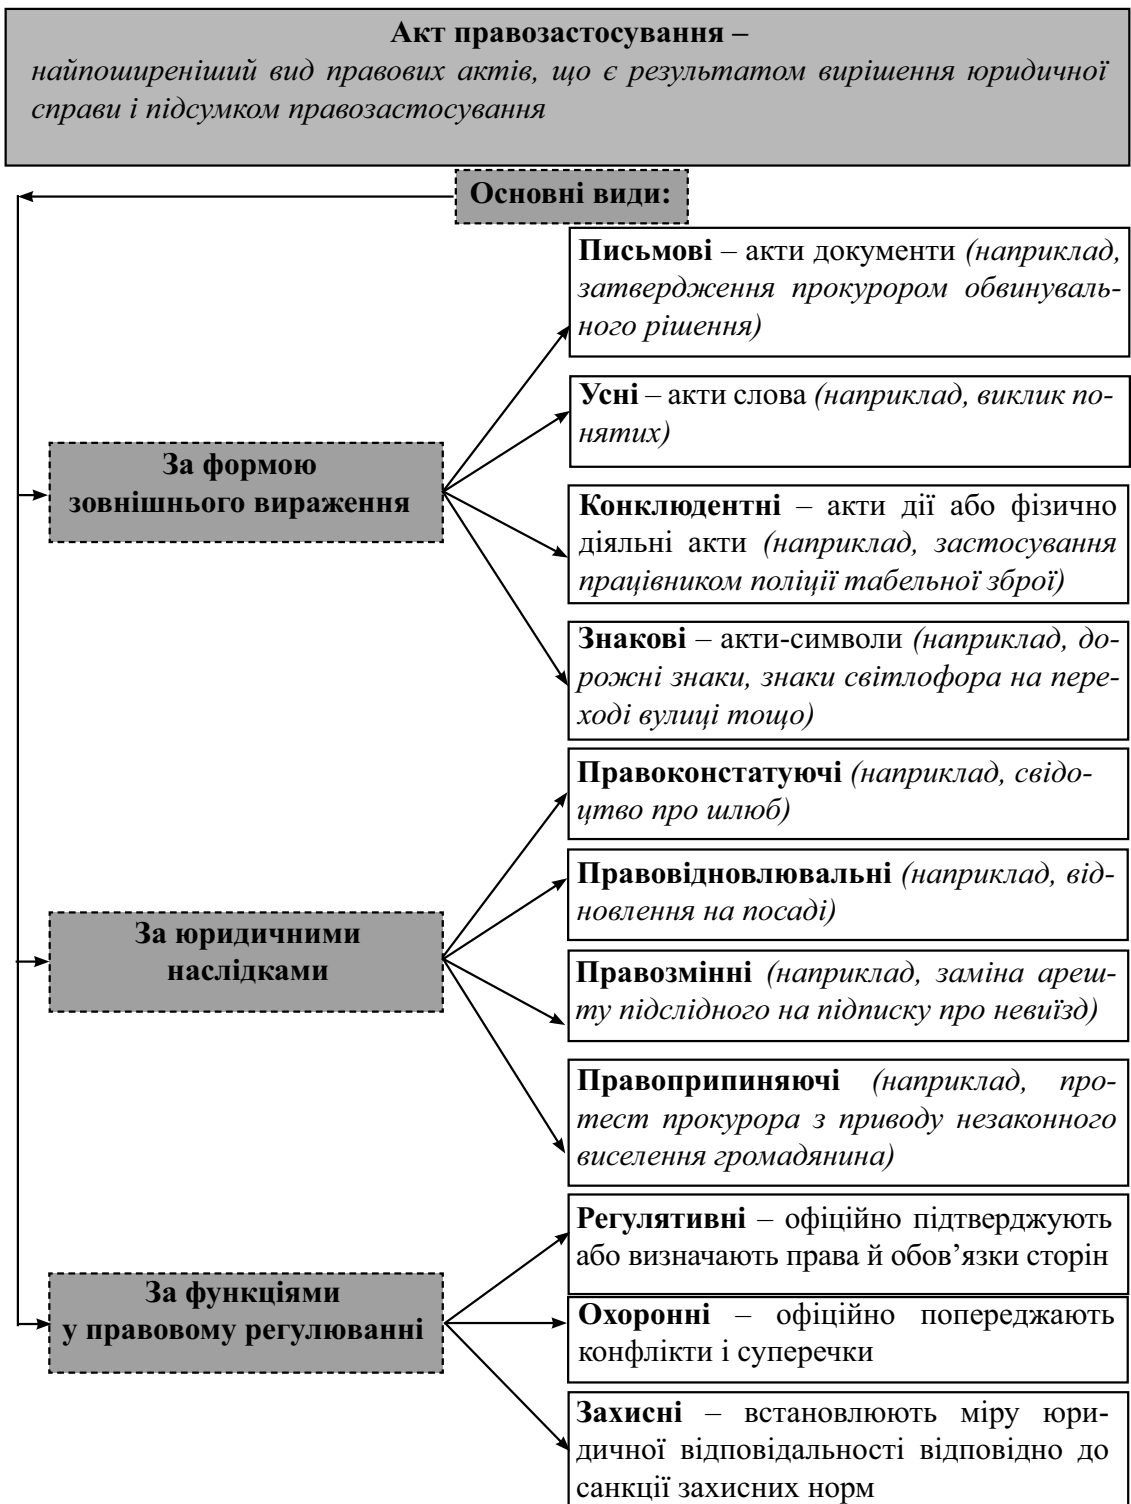 Акт правозастосування –
найпоширеніший вид правових актів, що є результатом вирішення юридичної
справи і підсумком правозастосування
Основні види:
За формою
зовнішнього вираження
Письмові – акти документи (наприклад,
затвердження прокурором обвинуваль-
ного рішення)
Усні – акти слова (наприклад, виклик по-
нятих)
Конклюдентні – акти дії або фізично
діяльні акти (наприклад, застосування
працівником поліції табельної зброї)
Знакові – акти-символи (наприклад, до-
рожні знаки, знаки світлофора на пере-
ході вулиці тощо)
За юридичними
наслідками
Правоконстатуючі (наприклад, свідо-
цтво про шлюб)
Правовідновлювальні (наприклад, від-
новлення на посаді)
Правозмінні (наприклад, заміна ареш-
ту підслідного на підписку про невиїзд)
Правоприпиняючі (наприклад, про-
тест прокурора з приводу незаконного
виселення громадянина)
За функціями
у правовому регулюванні
Регулятивні – офіційно підтверджують
або визначають права й обов’язки сторін
Охоронні – офіційно попереджають
конфлікти і суперечки
Захисні – встановлюють міру юри-
дичної відповідальності відповідно до
санкції захисних норм